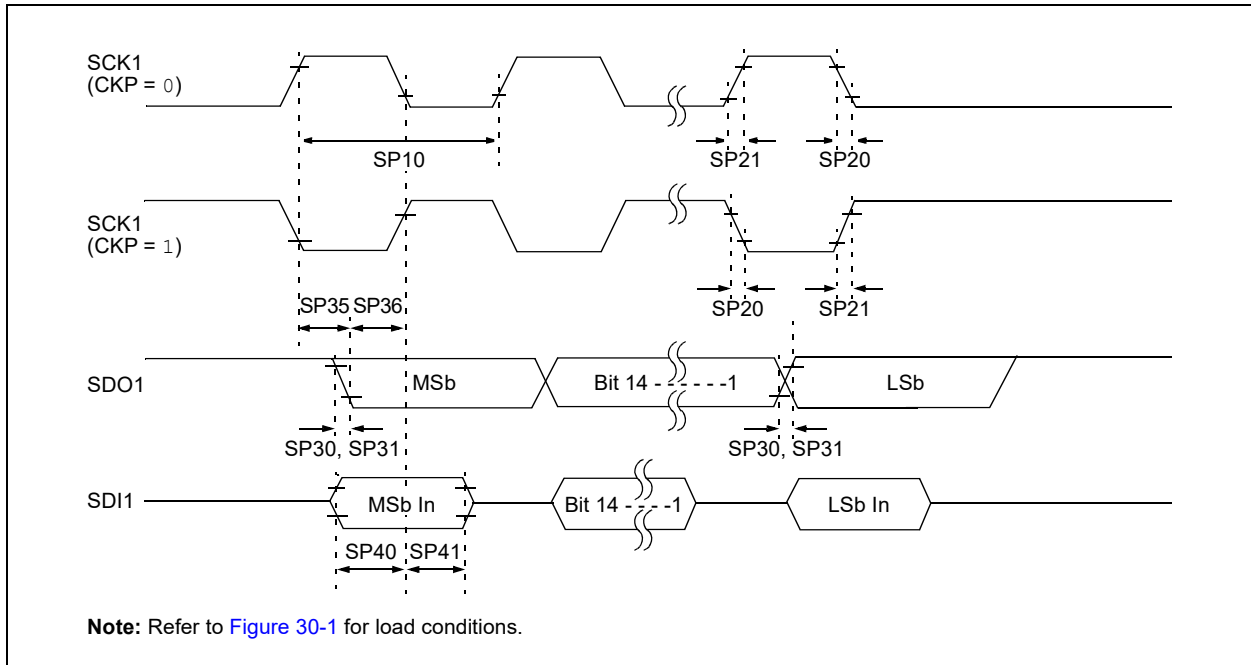 SCK1
(CKP = 0)
SP10
SP21
SP20
SCK1
(CKP = 1)
SP35
SP36
SP20
SP21
SDO1
MSb
Bit 14 - - - - - -1
LSb
SP30, SP31
SP30, SP31
SDI1
MSb In
Bit 14 - - - -1
LSb In
SP40
SP41
Note: Refer to Figure 30-1 for load conditions.